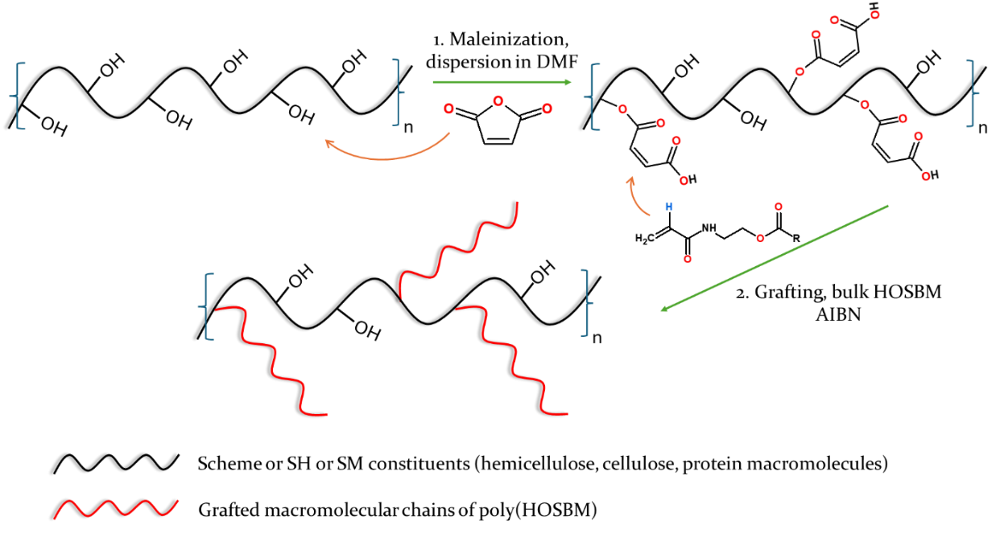 OH
OH
OH
OH
OH
OH
n
1. Maleinization,
dispersion in DMF
O
O
O
OH
O
O
O
OH
OH
O
O
O
OH
O
O
O
OH
n
H
H₂C
O
NH
O
O
R
2. Grafting, bulk HOSBM
AIBN
OH
OH
OH
n
Scheme or SH or SM constituents (hemicellulose, cellulose, protein macromolecules)
Grafted macromolecular chains of poly(HOSBM)